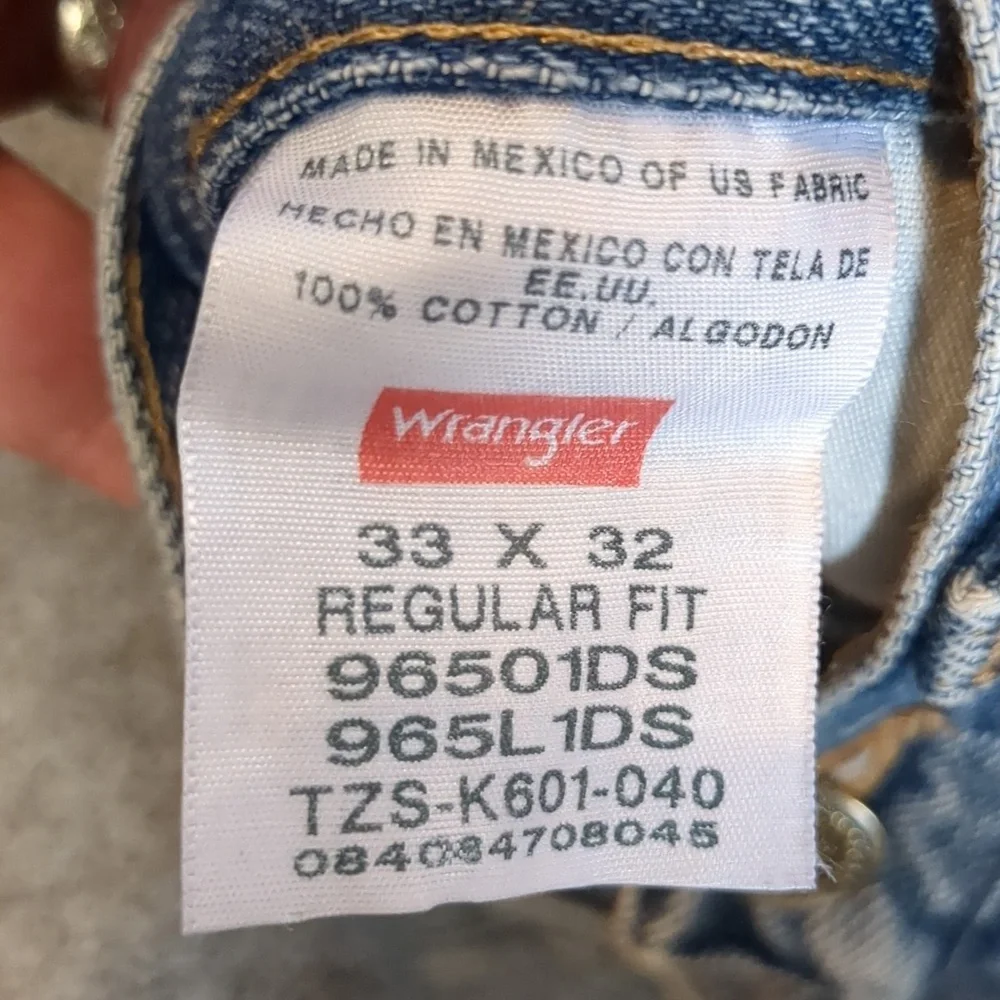 MADE IN MEXICO OF US FABRIC
HECHO EN MEXICO CON TELA DE
EE.UU.
100% COTTON / ALGODON
Wrangler
33 X 32
REGULAR FIT
96501DS
965L1DS
TZS-K601-040
084084708045